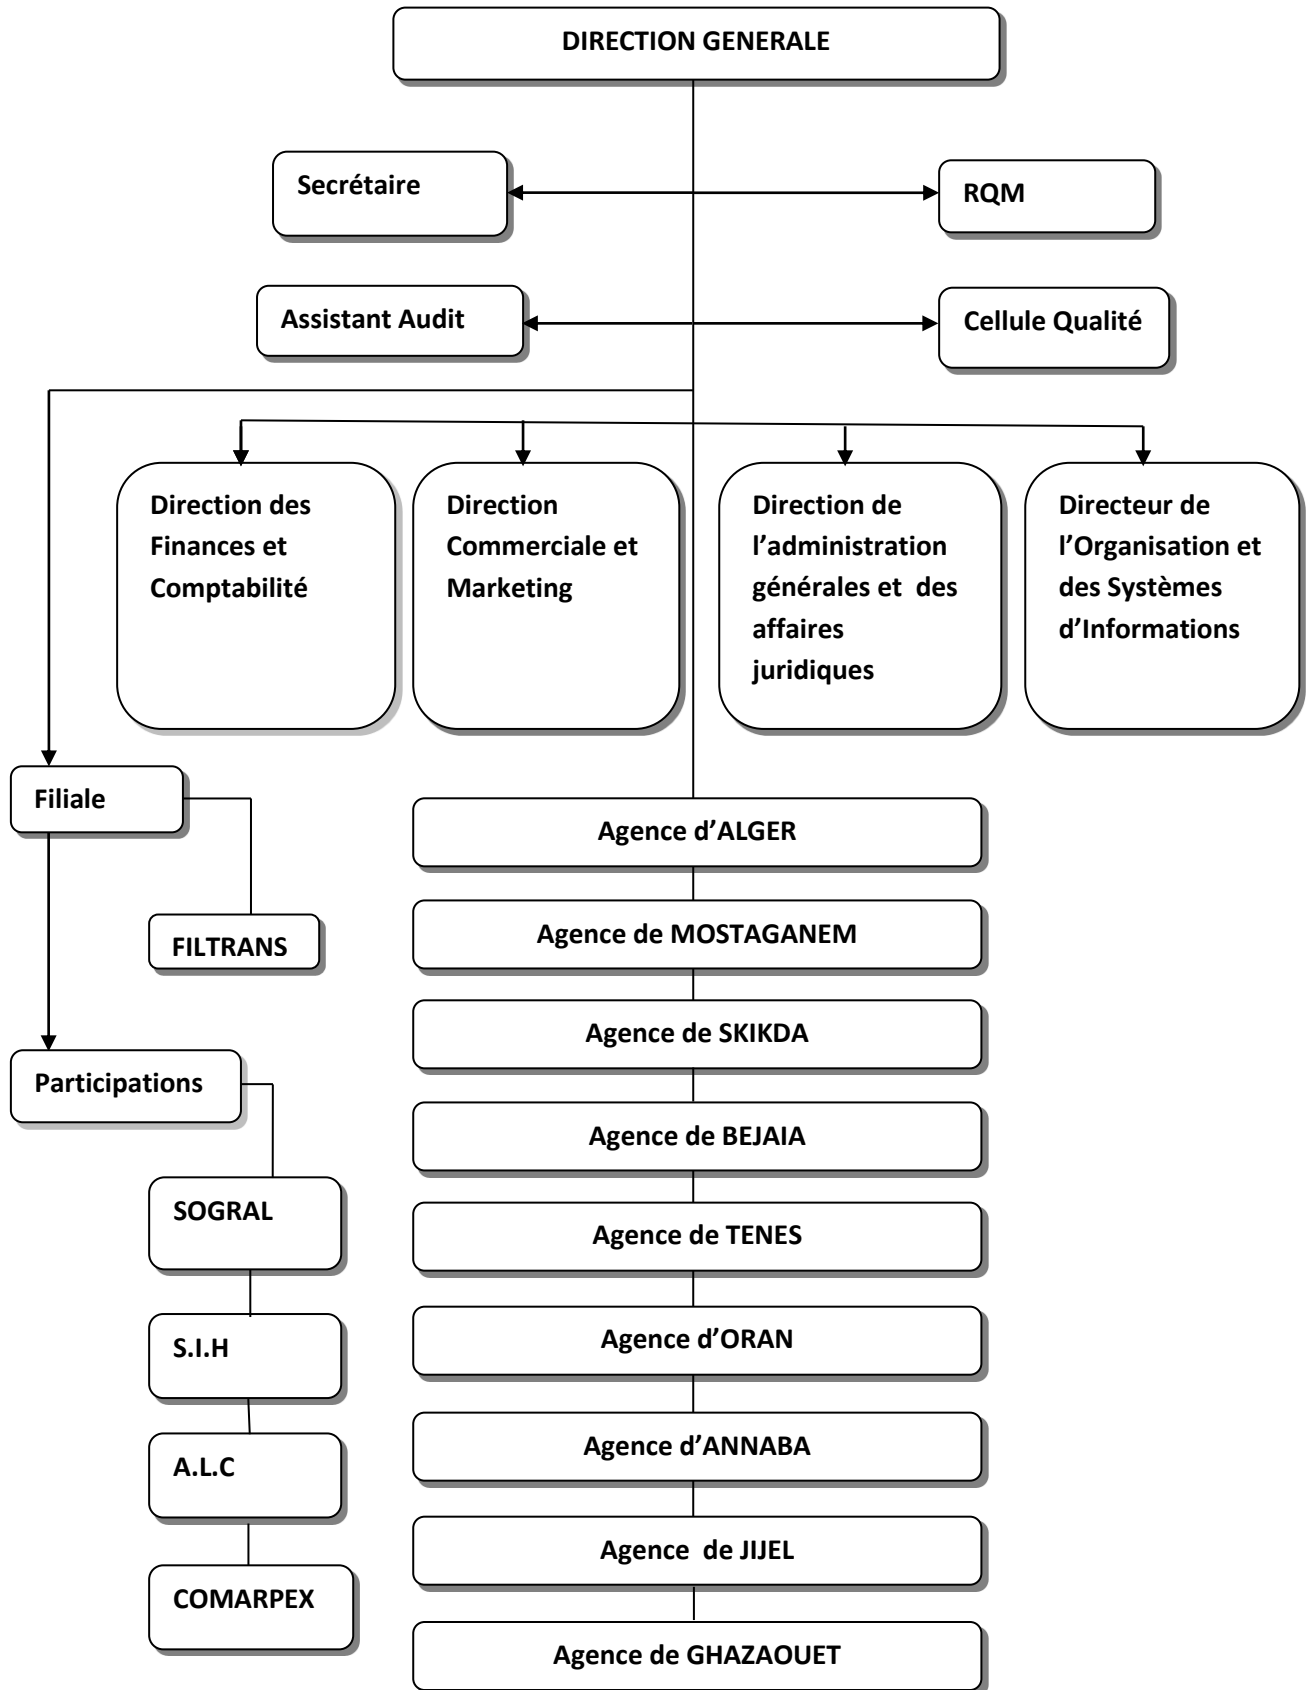 DIRECTION GENERALE
Secrétaire
RQM
Assistant Audit
Cellule Qualité
Direction des
Finances et
Comptabilité
Direction
Commerciale et
Marketing
Direction de
l’administration
générales et  des
affaires
juridiques
Directeur de
l’Organisation et
des Systèmes
d’Informations
Filiale
FILTRANS
Participations
SOGRAL
S.I.H
A.L.C
COMARPEX
Agence d’ALGER
Agence de MOSTAGANEM
Agence de SKIKDA
Agence de BEJAIA
Agence de TENES
Agence d’ORAN
Agence d’ANNABA
Agence  de JIJEL
Agence de GHAZAOUET